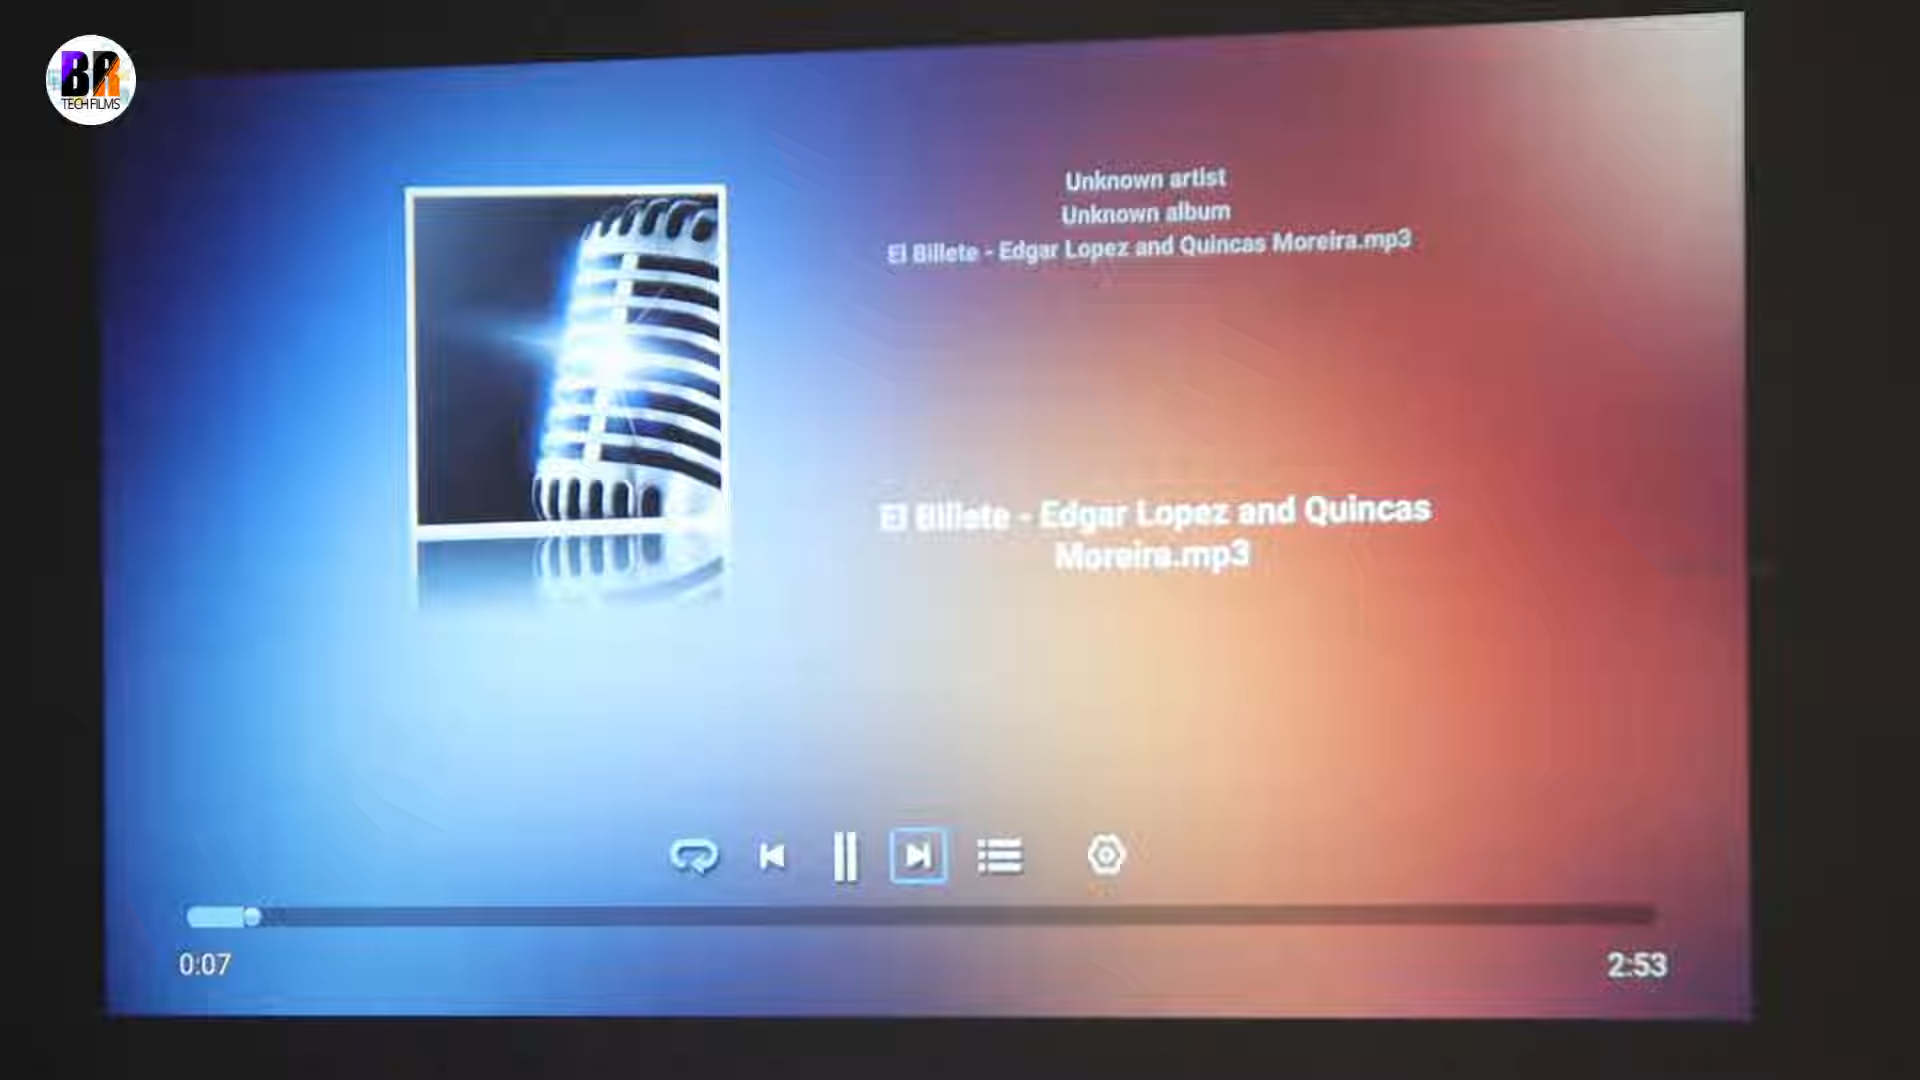 BR
TECH FILMS
Unknown artist
Unknown album
El Billete - Edgar Lopez and Quincas Moreira.mp3
El Billete - Edgar Lopez and Quincas
Moreira.mp3
0:07
2:53